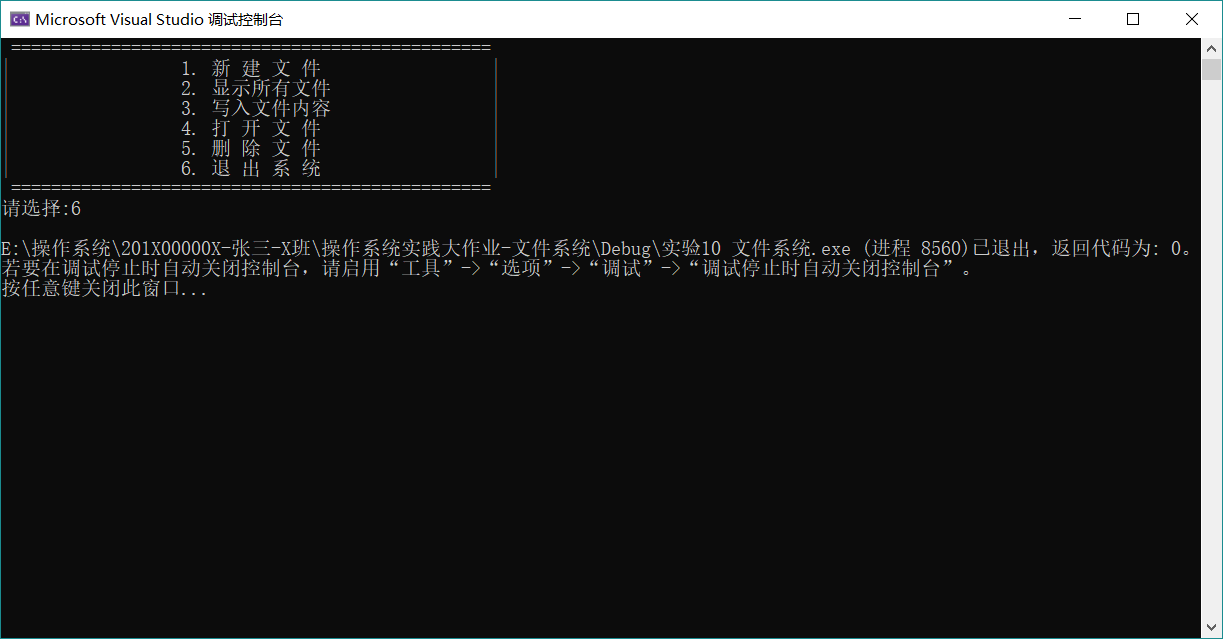 Microsoft Visual Studio 调试控制台
================================================
1. 新 建 文 件
2. 显示所有文件
3. 写入文件内容
4. 打 开 文 件
5. 删 除 文 件
6. 退 出 系 统
================================================
请选择:6
E:\操作系统\201X00000X-张三-X班\操作系统实践大作业-文件系统\Debug\实验10 文件系统.exe (进程 8560)已退出，返回代码为: 0。
若要在调试停止时自动关闭控制台，请启用“工具”->“选项”->“调试”->“调试停止时自动关闭控制台”。
按任意键关闭此窗口...